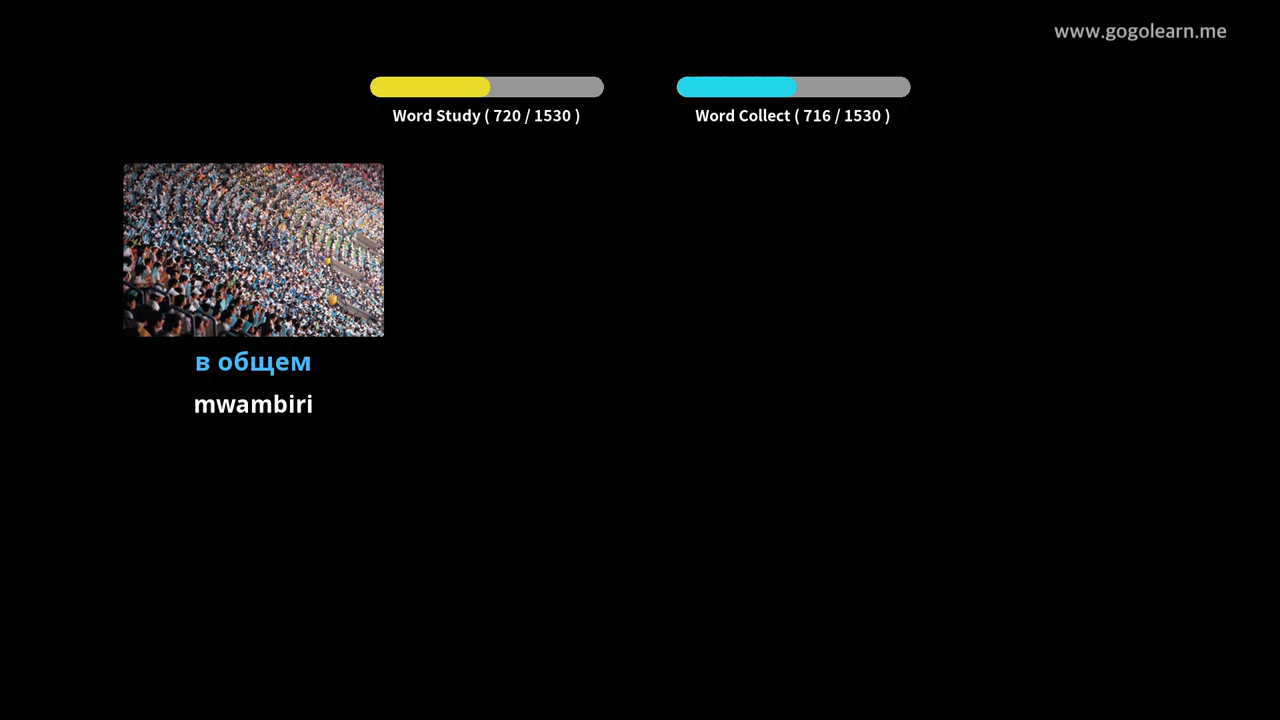 www.gogolearn.me
Word Study ( 720 / 1530 )
Word Collect ( 716 / 1530 )
в общем
mwambiri